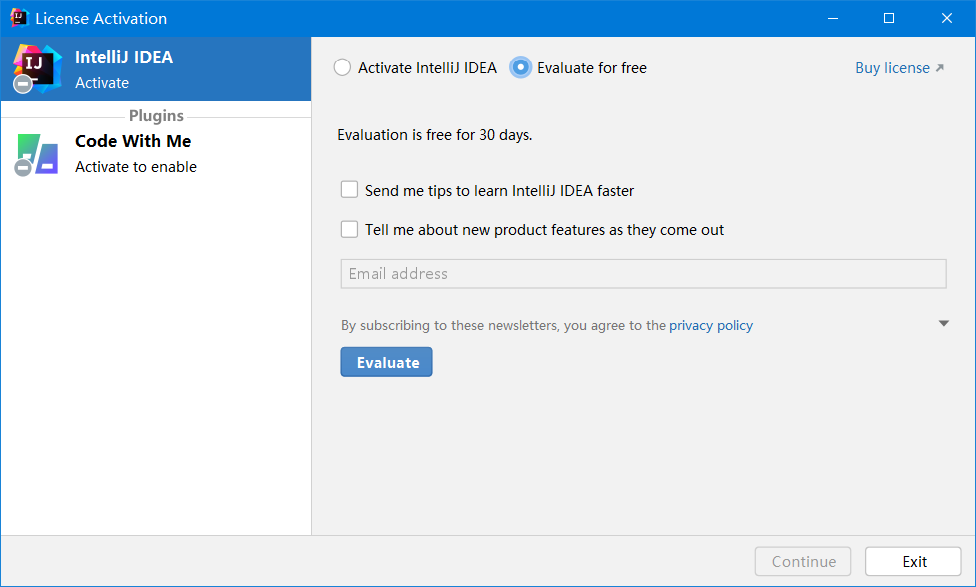 License Activation
IJ
IntelliJ IDEA
Activate
Plugins
Code With Me
Activate to enable
Activate IntelliJ IDEA Evaluate for free Buy license
Evaluation is free for 30 days.
Send me tips to learn IntelliJ IDEA faster
Tell me about new product features as they come out
Email address
By subscribing to these newsletters, you agree to the privacy policy
Evaluate
Continue Exit